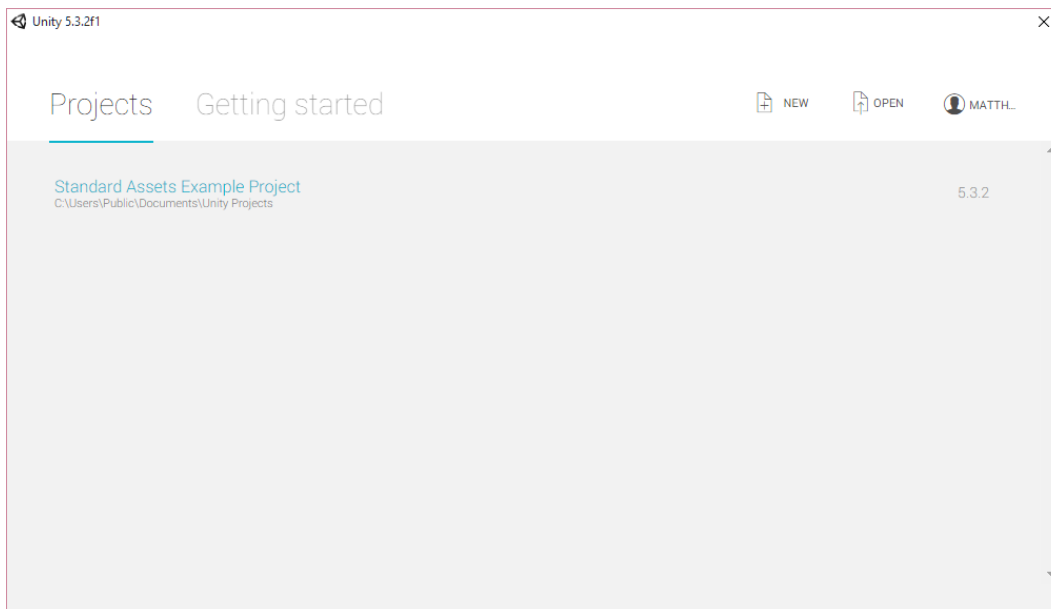 Unity 5.3.2f1
Projects Getting started NEW OPEN MATTH...
Standard Assets Example Project 5.3.2
C:\Users\Public\Documents\Unity Projects